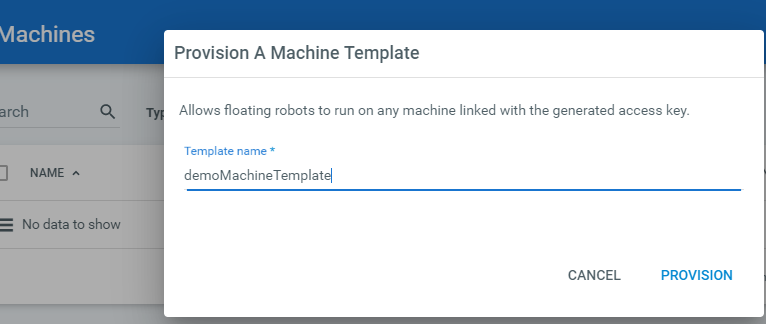 Machines
Provision A Machine Template
Allows floating robots to run on any machine linked with the generated access key.
arch
Typ
Template name *
demoMachineTemplate
NAME
No data to show
CANCEL
PROVISION